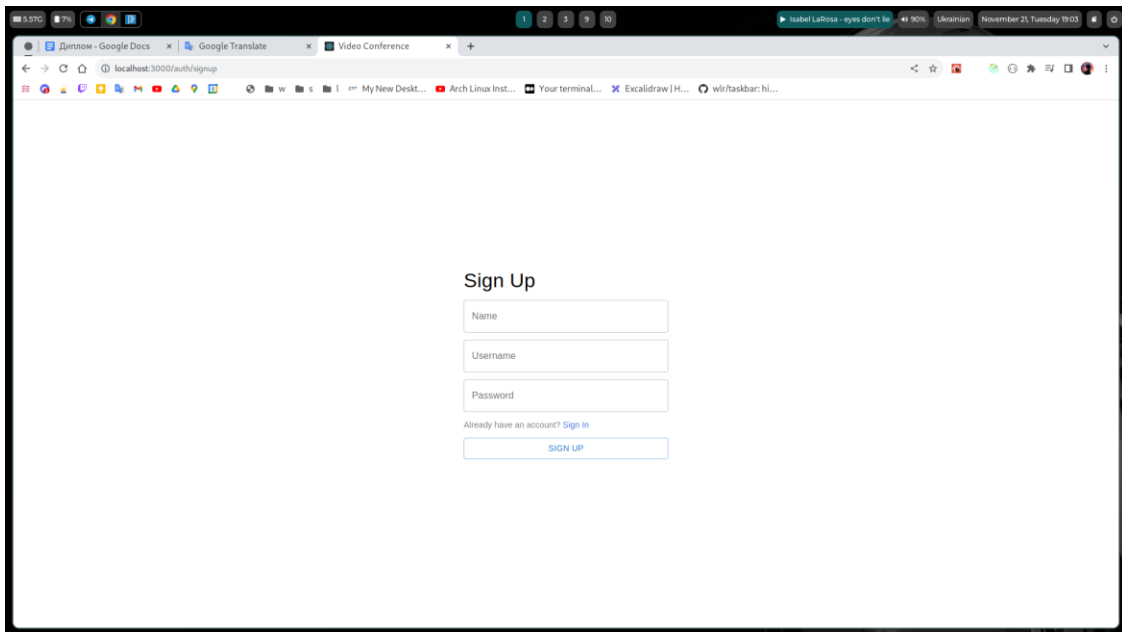 5.57G 7% 1 2 3 9 10 Isabel LaRosa - eyes don't lie 90% Ukrainian November 21, Tuesday 19:03
Диплом - Google Docs Google Translate Video Conference
localhost:3000/auth/signup
w s l My New Deskt... Arch Linux Inst... Your terminal... Excalidraw | H... wlr/taskbar: hi...
Sign Up
Name
Username
Password
Already have an account? Sign In
SIGN UP